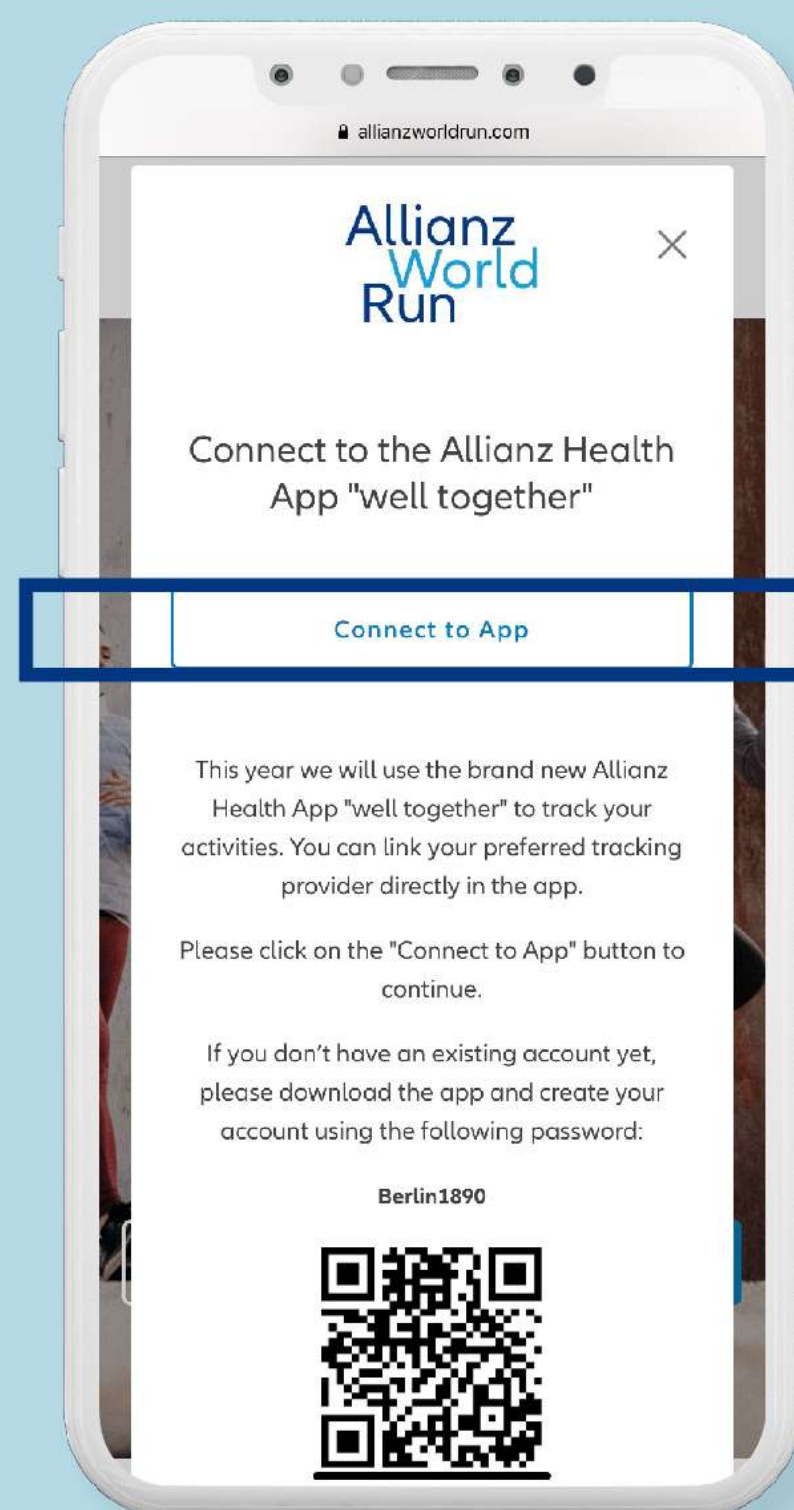 allianzworldrun.com
Allianz
World
Run
Connect to the Allianz Health
App "well together"
Connect to App
This year we will use the brand new Allianz
Health App "well together" to track your
activities. You can link your preferred tracking
provider directly in the app.
Please click on the "Connect to App" button to
continue.
If you don't have an existing account yet,
please download the app and create your
account using the following password:
Berlin1890